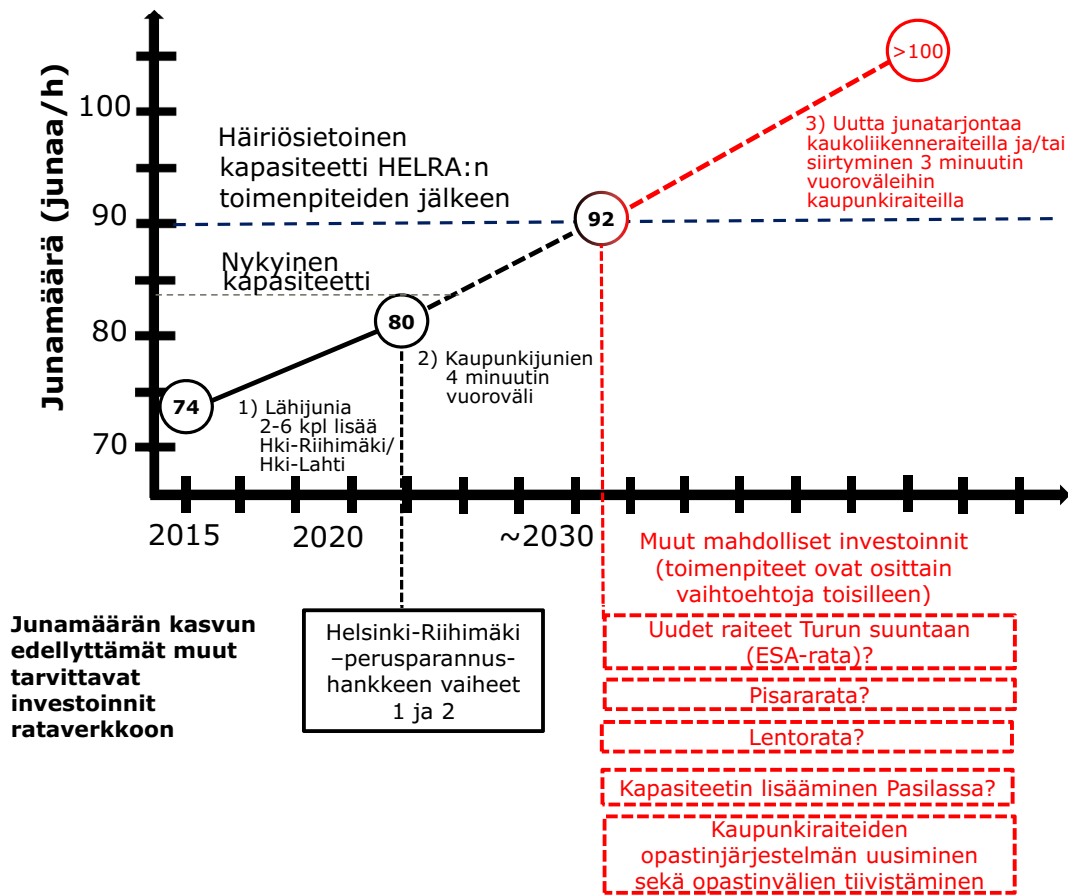 Junamäärä (junaa/h)
100
90
80
70
Häiriösietoinen
kapasiteetti HELRA:n
toimenpiteiden jälkeen
Nykyinen
kapasiteetti
74
80
92
>100
1) Lähijunia
2-6 kpl lisää
Hki-Riihimäki/
Hki-Lahti
2) Kaupunkijunien
4 minuutin
vuoroväli
3) Uutta junatarjontaa
kaukoliikenneraiteilla ja/tai
siirtyminen 3 minuutin
vuoroväleihin
kaupunkiraiteilla
2015
2020
~2030
Junamäärän kasvun
edellyttämät muut
tarvittavat
investoinnit
rataverkkoon
Helsinki-Riihimäki
–perusparannus-
hankkeen vaiheet
1 ja 2
Muut mahdolliset investoinnit
(toimenpiteet ovat osittain
vaihtoehtoja toisilleen)
Uudet raiteet Turun suuntaan
(ESA-rata)?
Pisararata?
Lentorata?
Kapasiteetin lisääminen Pasilassa?
Kaupunkiraiteiden
opastinjärjestelmän uusiminen
sekä opastinvälien tiivistäminen